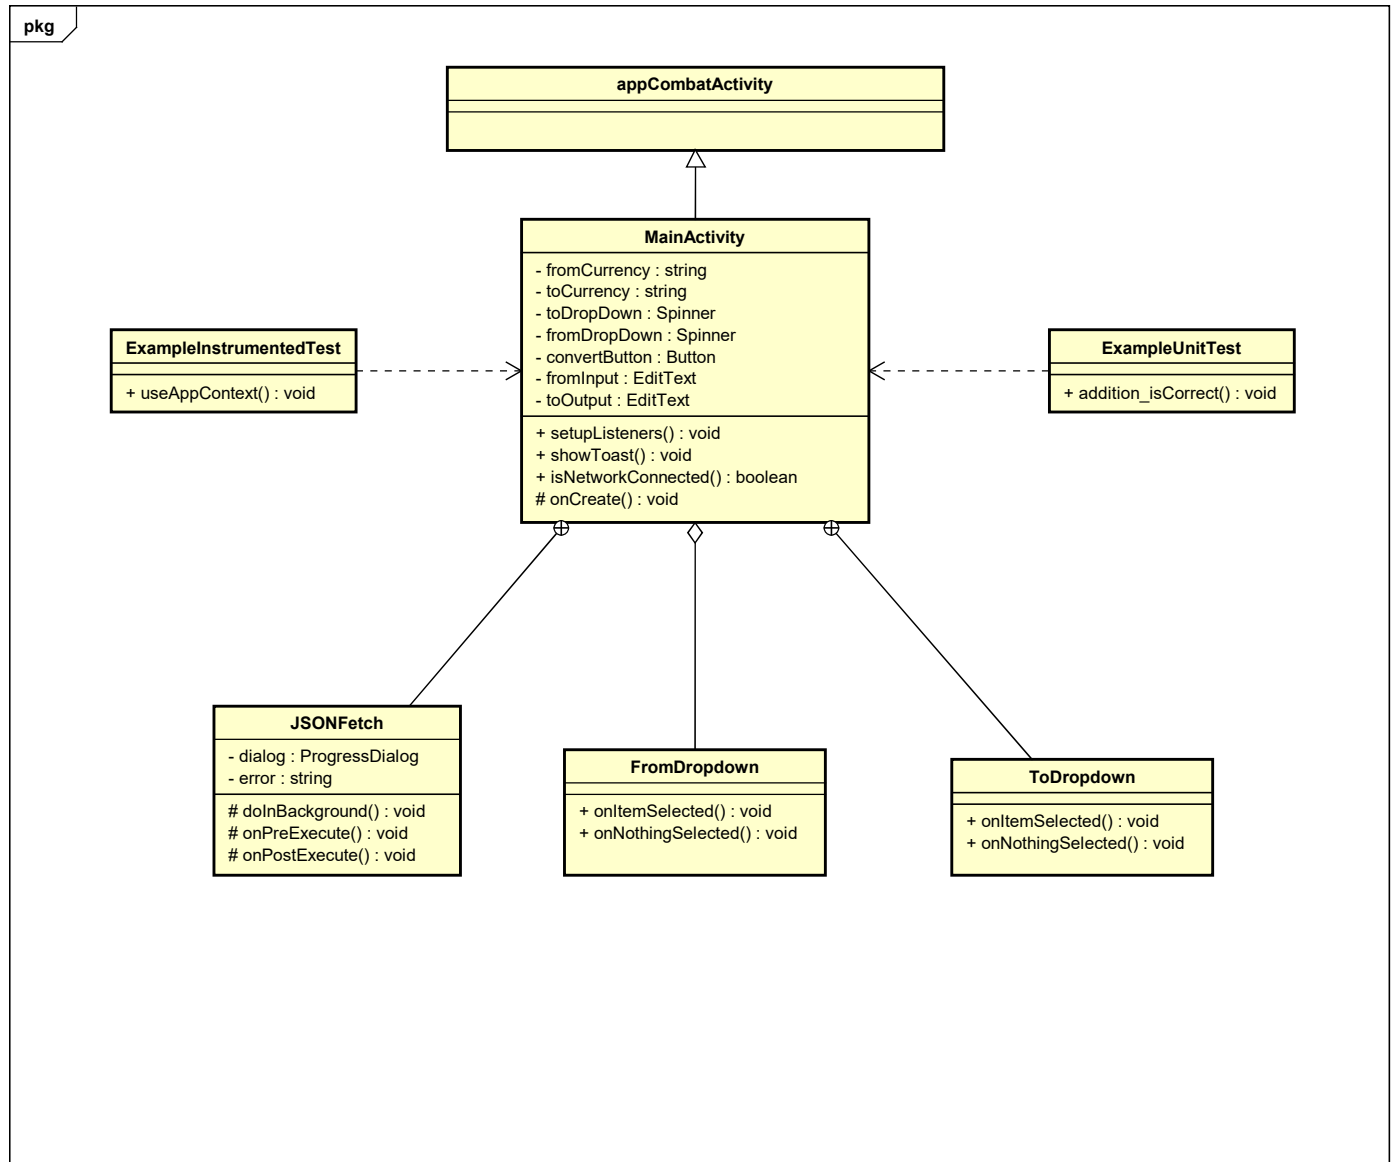 pkg
appCombatActivity
MainActivity
- fromCurrency : string
- toCurrency : string
- toDropDown : Spinner
- fromDropDown : Spinner
- convertButton : Button
- fromInput : EditText
- toOutput : EditText
+ setupListeners() : void
+ showToast() : void
+ isNetworkConnected() : boolean
# onCreate() : void
ExampleInstrumentedTest
+ useAppContext() : void
ExampleUnitTest
+ addition_isCorrect() : void
JSONFetch
- dialog : ProgressDialog
- error : string
# doInBackground() : void
# onPreExecute() : void
# onPostExecute() : void
FromDropdown
+ onItemSelected() : void
+ onNothingSelected() : void
ToDropdown
+ onItemSelected() : void
+ onNothingSelected() : void